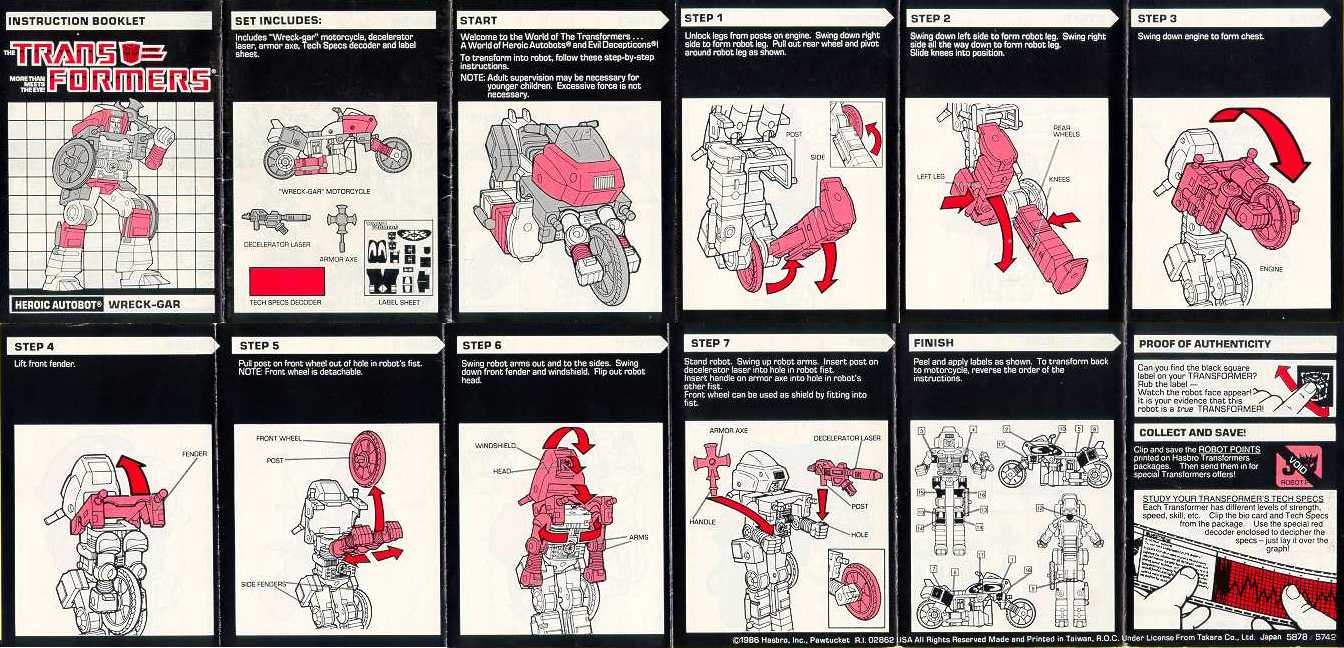 INSTRUCTION BOOKLET
THE TRANS
MORE THAN
MEETS
THE EYE!
FORMERS®
HEROIC AUTOBOT® WRECK-GAR
SET INCLUDES:
Includes "Wreck-gar" motorcycle, decelerator
laser, armor axe, Tech Specs decoder and label
sheet.
"WRECK-GAR" MOTORCYCLE
DECELERATOR LASER
ARMOR AXE
TECH SPECS DECODER
LABEL SHEET
START
Welcome to the World of The Transformers . . .
A World of Heroic Autobots® and Evil Decepticons®!
To transform into robot, follow these step-by-step
instructions.
NOTE: Adult supervision may be necessary for
younger children. Excessive force is not
necessary.
STEP 1
Unlock legs from posts on engine. Swing down right
side to form robot leg. Pull out rear wheel and pivot
around robot leg as shown.
POST
SIDE
STEP 2
Swing down left side to form robot leg. Swing right
side all the way down to form robot leg.
Slide knees into position.
REAR
WHEELS
LEFT LEG
KNEES
STEP 3
Swing down engine to form chest.
ENGINE
STEP 4
Lift front fender.
FENDER
STEP 5
Pull post on front wheel out of hole in robot's fist.
NOTE: Front wheel is detachable.
FRONT WHEEL
POST
SIDE FENDERS
STEP 6
Swing robot arms out and to the sides. Swing
down front fender and windshield. Flip out robot
head.
WINDSHIELD
HEAD
ARMS
STEP 7
Stand robot. Swing up robot arms. Insert post on
decelerator laser into hole in robot fist.
Insert handle on armor axe into hole in robot's
other fist.
Front wheel can be used as shield by fitting into
fist.
ARMOR AXE
DECELERATOR LASER
POST
HANDLE
HOLE
FINISH
Peel and apply labels as shown. To transform back
to motorcycle, reverse the order of the
instructions.
PROOF OF AUTHENTICITY
Can you find the black square
label on your TRANSFORMER?
Rub the label —
Watch the robot face appear!
It is your evidence that this
robot is a true TRANSFORMER!
COLLECT AND SAVE!
Clip and save the ROBOT POINTS
printed on Hasbro Transformers
packages. Then send them in for
special Transformers offers!
VOID
ROBOT P
STUDY YOUR TRANSFORMER'S TECH SPECS
Each Transformer has different levels of strength,
speed, skill, etc. Clip the bio card and Tech Specs
from the package. Use the special red
decoder enclosed to decipher the
specs – just lay it over the
graph!
©1986 Hasbro, Inc., Pawtucket R.I. 02862 USA All Rights Reserved Made and Printed in Taiwan, R.O.C. Under License From Takara Co., Ltd. Japan 5878 / 5742